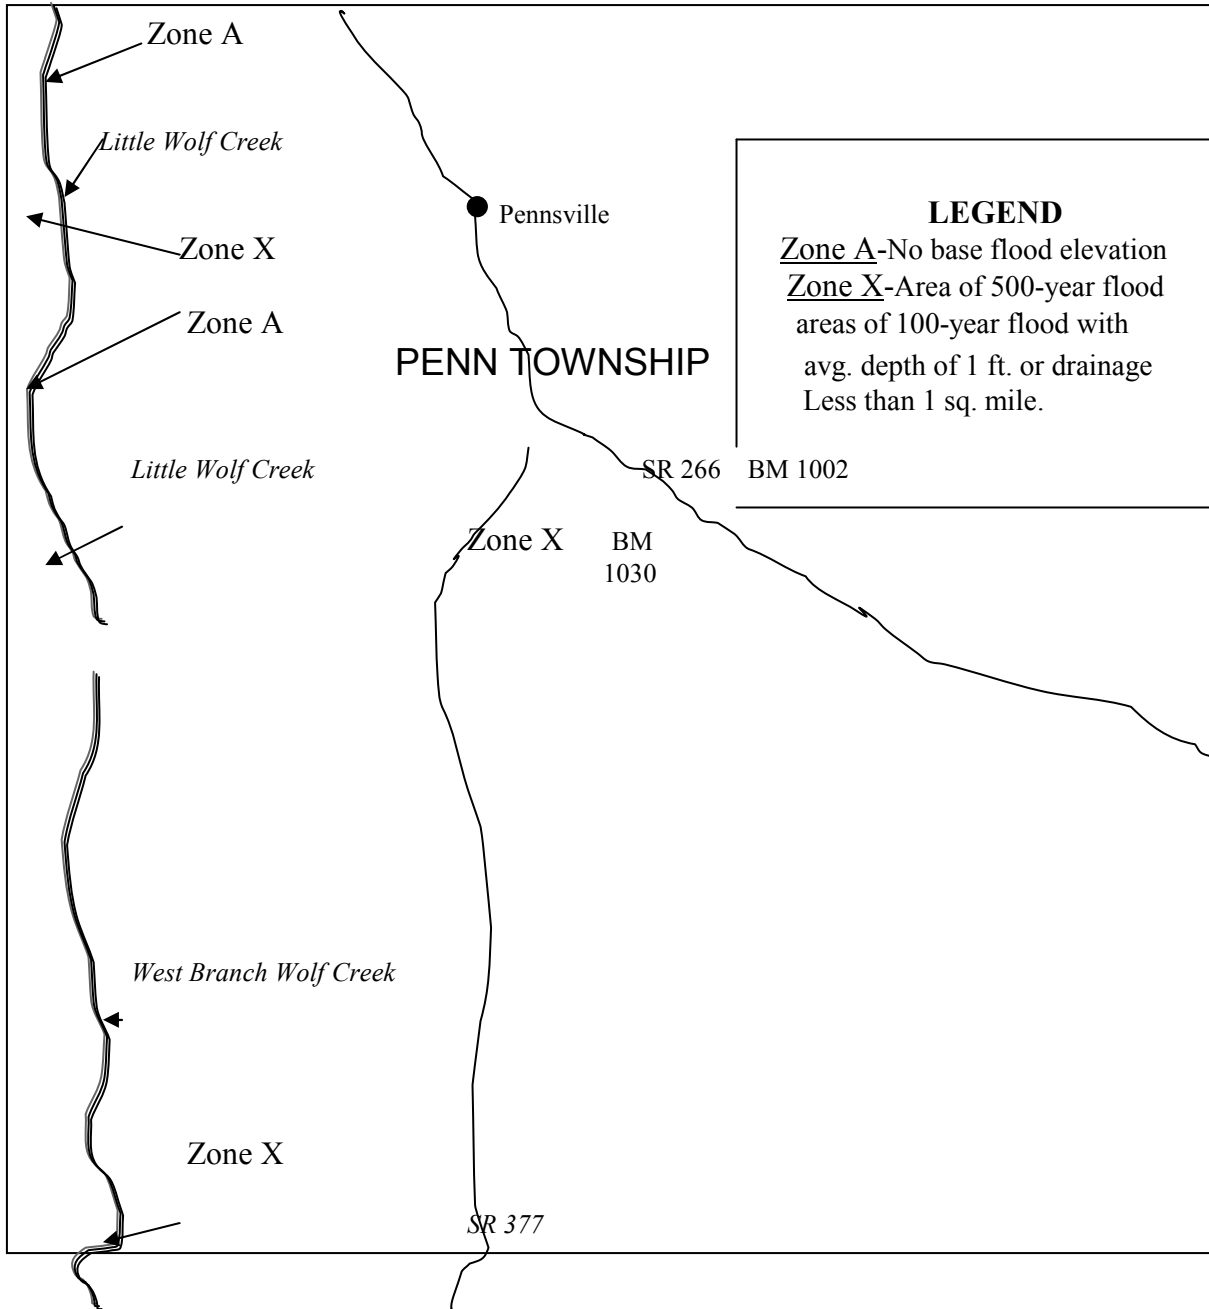 Zone A
Little Wolf Creek
Pennsville
Zone X
Zone A
PENN TOWNSHIP
LEGEND
Zone A-No base flood elevation
Zone X-Area of 500-year flood
areas of 100-year flood with
avg. depth of 1 ft. or drainage
Less than 1 sq. mile.
Little Wolf Creek
SR 266 BM 1002
Zone X
BM
1030
West Branch Wolf Creek
Zone X
SR 377